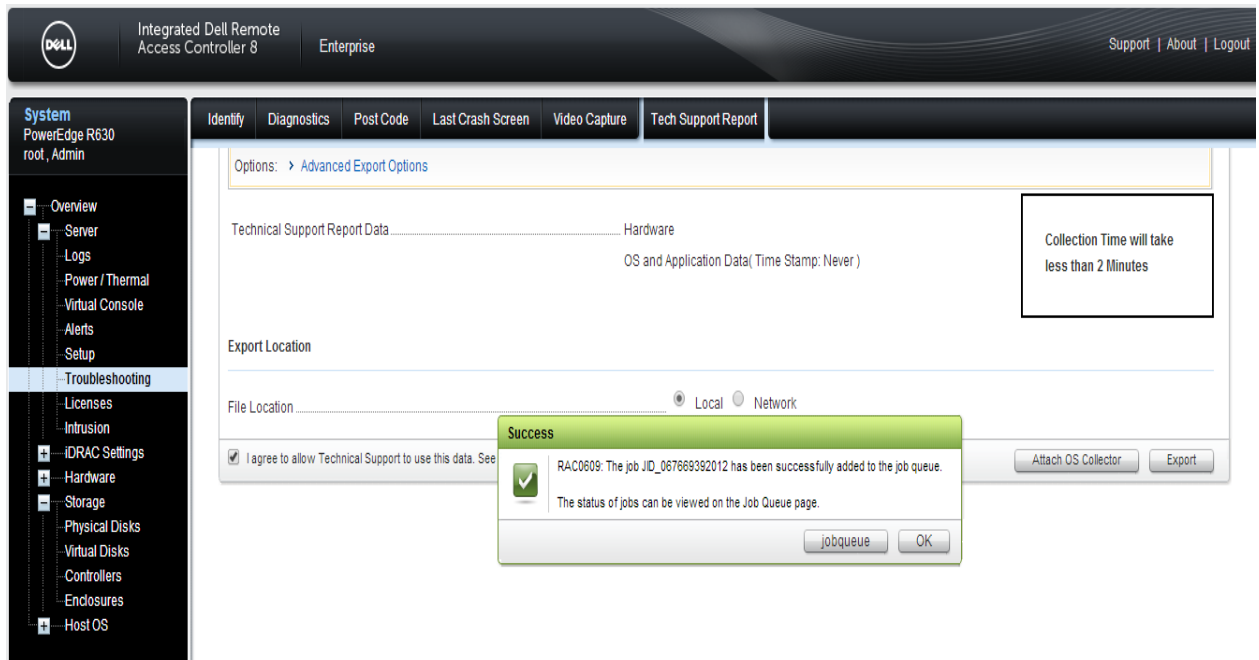 DELL
Integrated Dell Remote
Access Controller 8
Enterprise
Support | About | Logout
System
PowerEdge R630
root , Admin
Identify
Diagnostics
Post Code
Last Crash Screen
Video Capture
Tech Support Report
Overview
Server
Logs
Power / Thermal
Virtual Console
Alerts
Setup
Troubleshooting
Licenses
Intrusion
iDRAC Settings
Hardware
Storage
Physical Disks
Virtual Disks
Controllers
Enclosures
Host OS
Options: > Advanced Export Options
Technical Support Report Data
Hardware
OS and Application Data( Time Stamp: Never )
Collection Time will take
less than 2 Minutes
Export Location
File Location
Local
Network
I agree to allow Technical Support to use this data. See
Attach OS Collector
Export
Success
RAC0609: The job JID_067669392012 has been successfully added to the job queue.
The status of jobs can be viewed on the Job Queue page.
jobqueue
OK